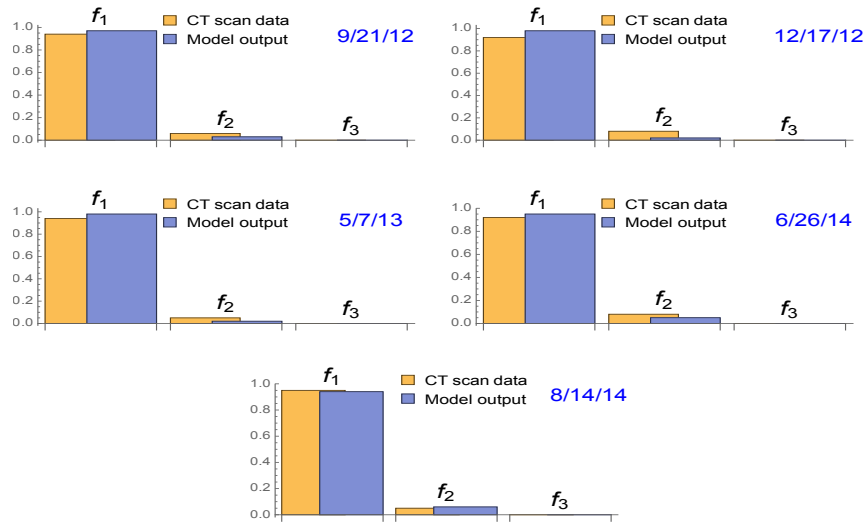 f1
CT scan data
Model output
9/21/12
1.0
0.8
0.6
0.4
0.2
0.0
f2
f3
f1
CT scan data
Model output
12/17/12
1.0
0.8
0.6
0.4
0.2
0.0
f2
f3
f1
CT scan data
Model output
5/7/13
1.0
0.8
0.6
0.4
0.2
0.0
f2
f3
f1
CT scan data
Model output
6/26/14
1.0
0.8
0.6
0.4
0.2
0.0
f2
f3
f1
CT scan data
Model output
8/14/14
1.0
0.8
0.6
0.4
0.2
0.0
f2
f3